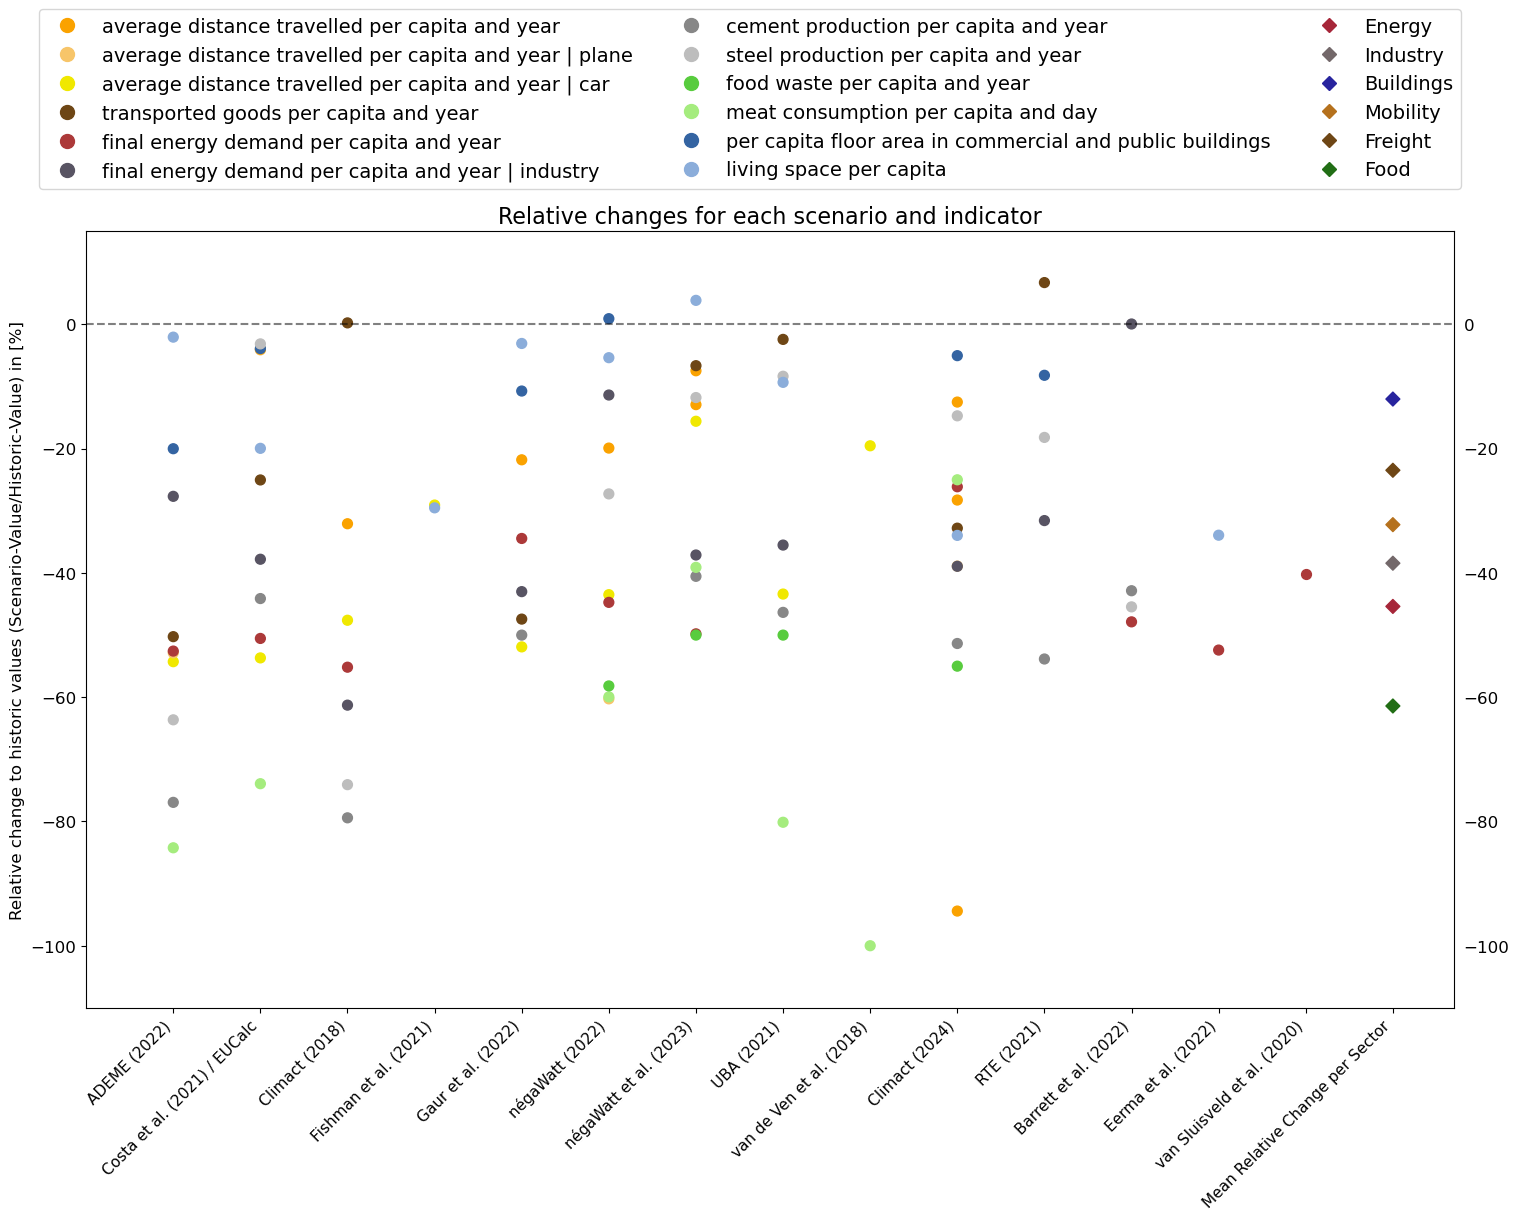 average distance travelled per capita and year
average distance travelled per capita and year | plane
average distance travelled per capita and year | car
transported goods per capita and year
final energy demand per capita and year
final energy demand per capita and year | industry
cement production per capita and year
steel production per capita and year
food waste per capita and year
meat consumption per capita and day
per capita floor area in commercial and public buildings
living space per capita
Energy
Industry
Buildings
Mobility
Freight
Food
Relative changes for each scenario and indicator
Relative change to historic values (Scenario-Value/Historic-Value) in [%]
0
−20
−40
−60
−80
−100
0
−20
−40
−60
−80
−100
ADEME (2022)
Costa et al. (2021) / EUCalc
Climact (2018)
Fishman et al. (2021)
Gaur et al. (2022)
négaWatt (2022)
négaWatt et al. (2023)
UBA (2021)
van de Ven et al. (2018)
Climact (2024)
RTE (2021)
Barrett et al. (2022)
Eerma et al. (2022)
van Sluisveld et al. (2020)
Mean Relative Change per Sector